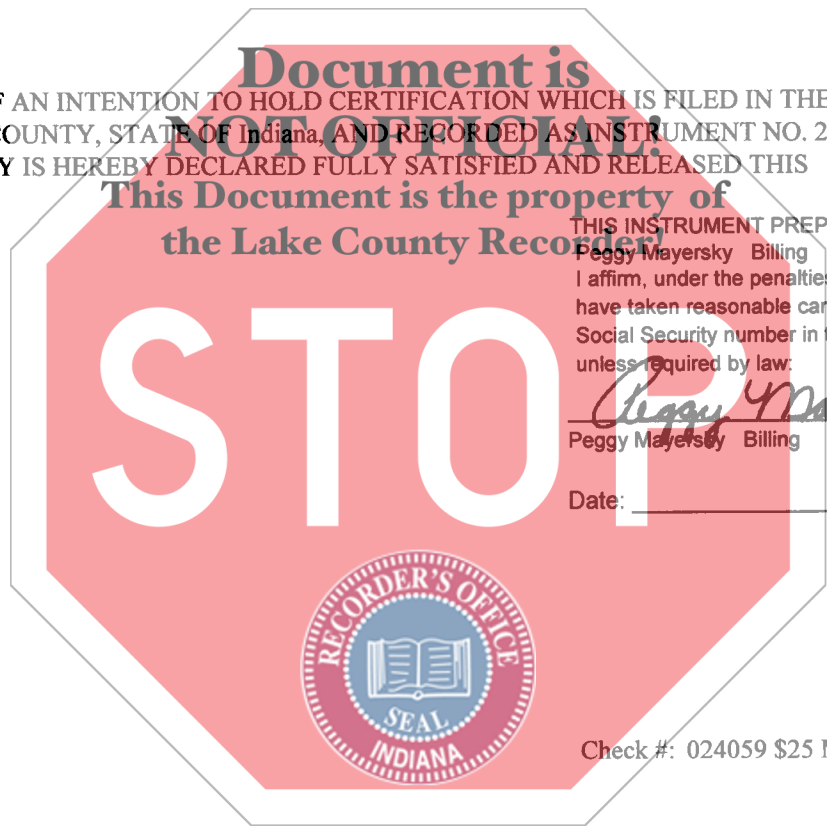 Document is
F AN INTENTION TO HOLD CERTIFICATION WHICH IS FILED IN THE
COUNTY, STATE OF Indiana, AND RECORDED AS INSTRUMENT NO. 2
NOT OFFICIAL!
Y IS HEREBY DECLARED FULLY SATISFIED AND RELEASED THIS
This Document is the property of
the Lake County Recorder!
THIS INSTRUMENT PREP
Peggy Mayersky Billing
I affirm, under the penalties
have taken reasonable car
Social Security number in t
unless required by law:
Peggy Ma
Peggy Mayersky Billing
Date:
STOP
RECORDER'S OFFICE
SEAL
INDIANA
Check #: 024059 $25